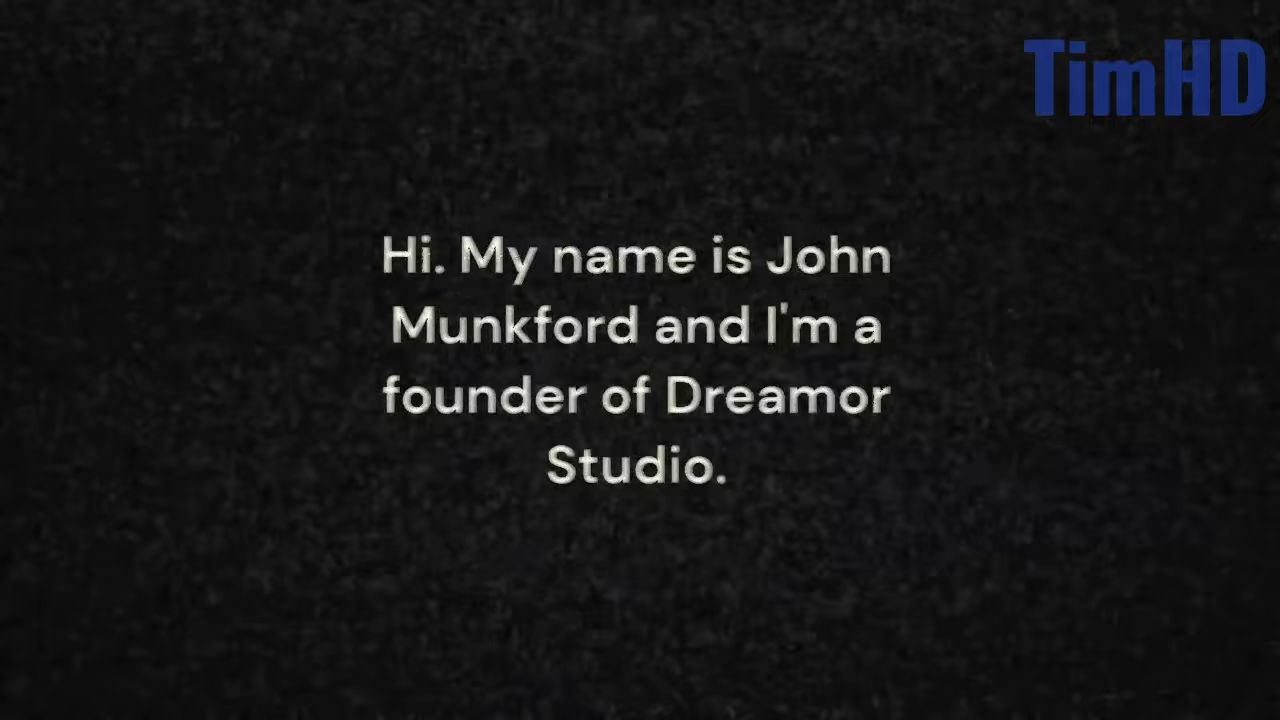 TimHD
Hi. My name is John
Munkford and I'm a
founder of Dreamor
Studio.